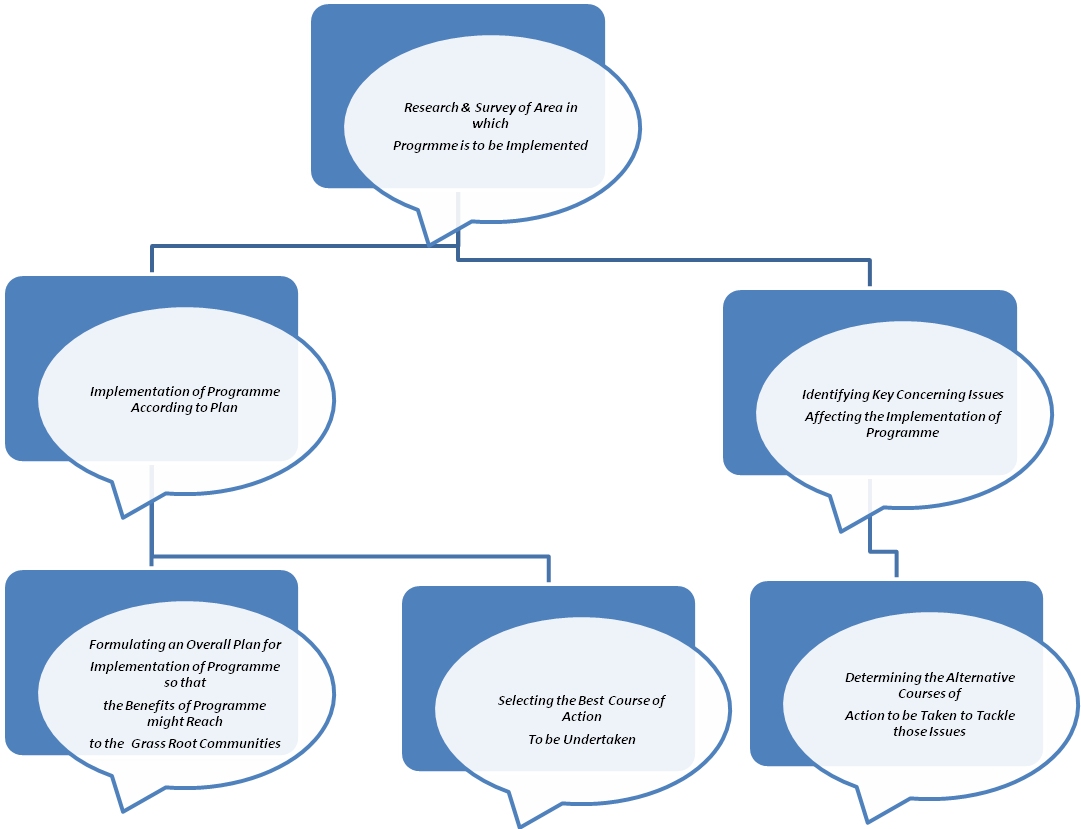 Research & Survey of Area in
which
Progrmme is to be Implemented
Implementation of Programme
According to Plan
Identifying Key Concerning Issues
Affecting the Implementation of
Programme
Formulating an Overall Plan for
Implementation of Programme
so that
the Benefits of Programme
might Reach
to the Grass Root Communities
Selecting the Best Course of
Action
To be Undertaken
Determining the Alternative
Courses of
Action to be Taken to Tackle
those Issues